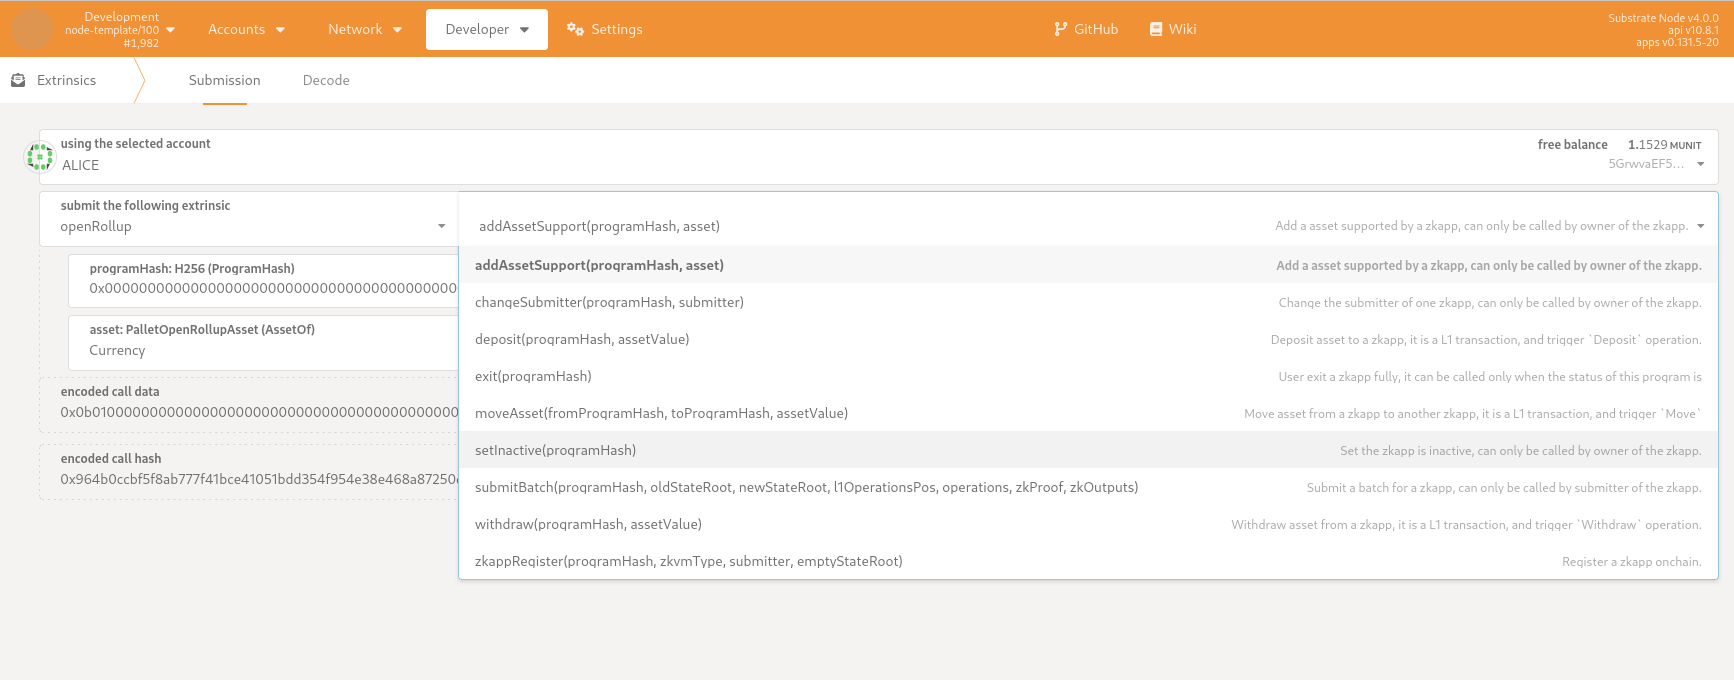 Development
node-template/100
#1,982
Accounts
Network
Developer
Settings
GitHub
Wiki
Substrate Node v4.0.0
api v10.8.1
apps v0.131.5-20
Extrinsics
Submission
Decode
using the selected account
ALICE
free balance 1.1529 MUNIT
5GrwvaEF5...
submit the following extrinsic
openRollup
addAssetSupport(programHash, asset)
Add a asset supported by a zkapp, can only be called by owner of the zkapp.
addAssetSupport(programHash, asset)
Add a asset supported by a zkapp, can only be called by owner of the zkapp.
changeSubmitter(programHash, submitter)
Change the submitter of one zkapp, can only be called by owner of the zkapp.
deposit(programHash, assetValue)
Deposit asset to a zkapp, it is a L1 transaction, and trigger `Deposit` operation.
exit(programHash)
User exit a zkapp fully, it can be called only when the status of this program is
moveAsset(fromProgramHash, toProgramHash, assetValue)
Move asset from a zkapp to another zkapp, it is a L1 transaction, and trigger `Move`
setInactive(programHash)
Set the zkapp is inactive, can only be called by owner of the zkapp.
submitBatch(programHash, oldStateRoot, newStateRoot, l1OperationsPos, operations, zkProof, zkOutputs)
Submit a batch for a zkapp, can only be called by submitter of the zkapp.
withdraw(programHash, assetValue)
Withdraw asset from a zkapp, it is a L1 transaction, and trigger `Withdraw` operation.
zkappRegister(programHash, zkvmType, submitter, emptyStateRoot)
Register a zkapp onchain.
programHash: H256 (ProgramHash)
0x00000000000000000000000000000000000000000000
asset: PalletOpenRollupAsset (AssetOf)
Currency
encoded call data
0x0b0100000000000000000000000000000000000000000
encoded call hash
0x964b0ccbf5f8ab777f41bce41051bdd354f954e38e468a87250